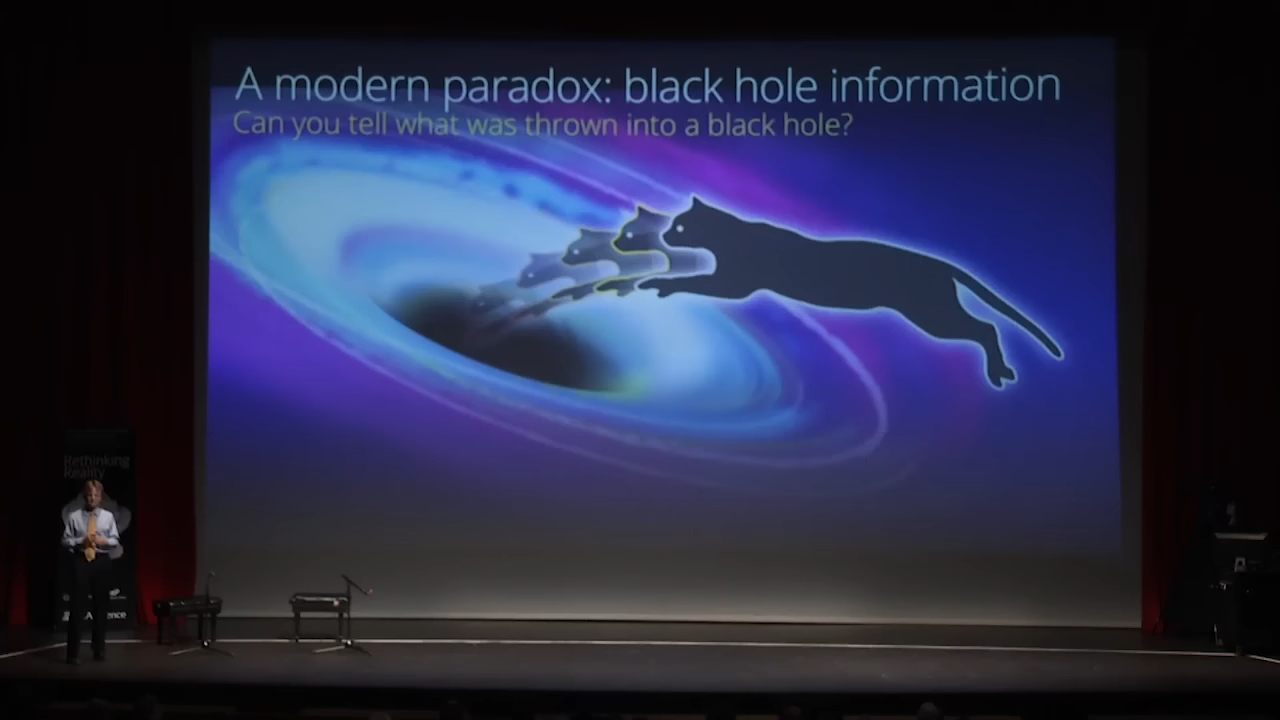 A modern paradox: black hole information
Can you tell what was thrown into a black hole?
Rethinking
Reality